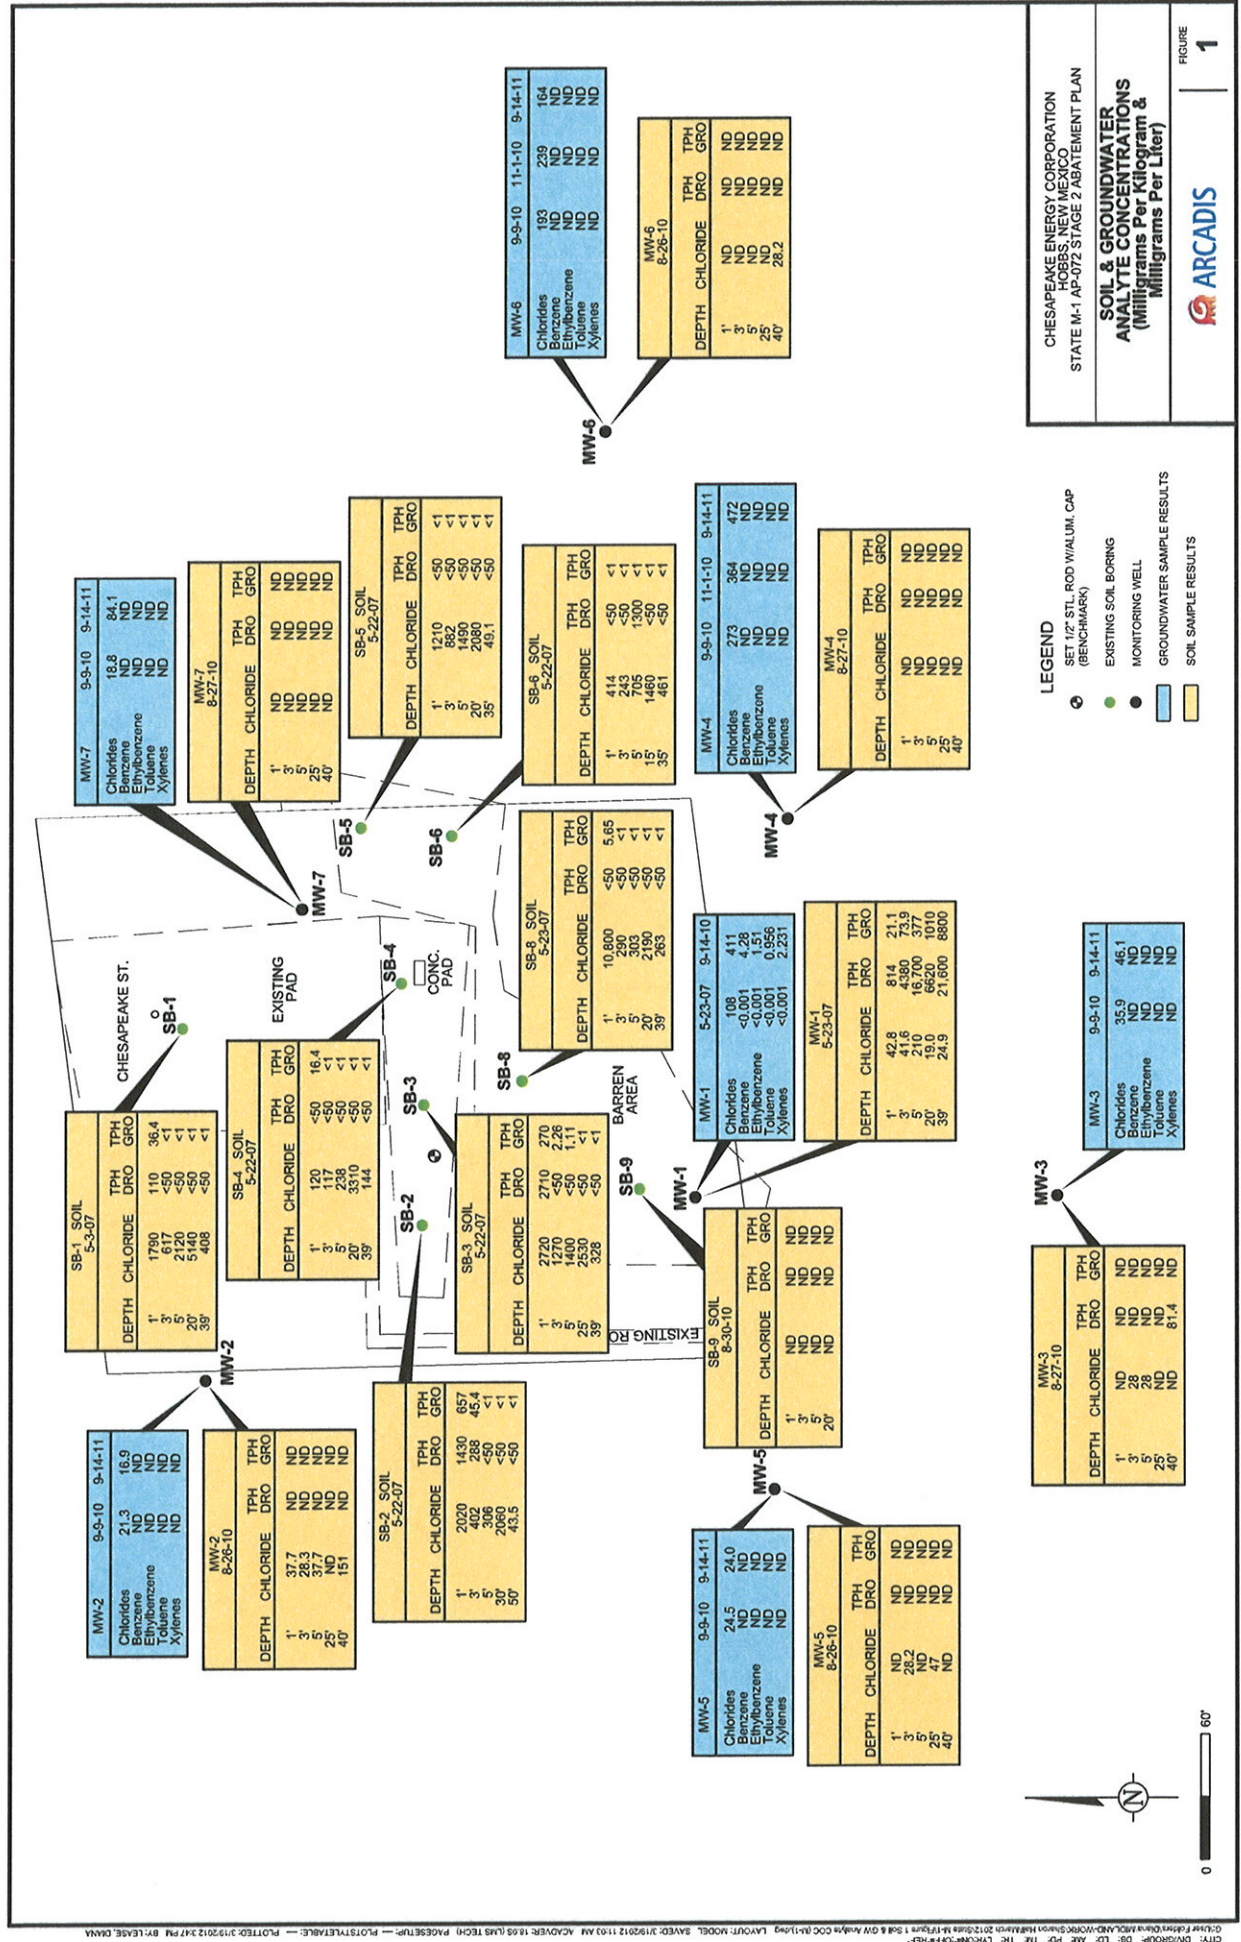 MW-2 9-9-10 9-14-11
Chlorides 21.3 16.9
Benzene ND ND
Ethylbenzene ND ND
Toluene ND ND
Xylenes ND ND
MW-2
8-26-10
DEPTH CHLORIDE TPH DRO TPH GRO
1' 37.7 ND ND
3' 28.3 ND ND
5' 37.7 ND ND
25' ND ND ND
40' 151 ND ND
MW-2
SB-1 SOIL
5-3-07
DEPTH CHLORIDE TPH DRO TPH GRO
1' 1790 110 36.4
3' 617 <50 <1
5' 2120 <50 <1
20' 5140 <50 <1
39' 408 <50 <1
CHESAPEAKE ST.
SB-1
EXISTING
PAD
SB-4 SOIL
5-22-07
DEPTH CHLORIDE TPH DRO TPH GRO
1' 120 <50 16.4
3' 117 <50 <1
5' 238 <50 <1
20' 3310 <50 <1
39' 144 <50 <1
SB-4
CONC.
PAD
MW-7 9-9-10 9-14-11
Chlorides 18.8 84.1
Benzene ND ND
Ethylbenzene ND ND
Toluene ND ND
Xylenes ND ND
MW-7
8-27-10
DEPTH CHLORIDE TPH DRO TPH GRO
1' ND ND ND
3' ND ND ND
5' ND ND ND
25' ND ND ND
40' ND ND ND
MW-7
SB-5 SOIL
5-22-07
DEPTH CHLORIDE TPH DRO TPH GRO
1' 1210 <50 <1
3' 882 <50 <1
5' 1490 <50 <1
20' 2080 <50 <1
35' 49.1 <50 <1
SB-5
SB-6
SB-6 SOIL
5-22-07
DEPTH CHLORIDE TPH DRO TPH GRO
1' 414 <50 <1
3' 243 <50 <1
5' 705 1300 <1
15' 1460 <50 <1
35' 461 <50 <1
MW-6 9-9-10 11-1-10 9-14-11
Chlorides 193 239 164
Benzene ND ND ND
Ethylbenzene ND ND ND
Toluene ND ND ND
Xylenes ND ND ND
MW-6
MW-6
8-26-10
DEPTH CHLORIDE TPH DRO TPH GRO
1' ND ND ND
3' ND ND ND
5' ND ND ND
25' ND ND ND
40' 28.2 ND ND
SB-2 SOIL
5-22-07
DEPTH CHLORIDE TPH DRO TPH GRO
1' 2020 1430 657
3' 402 288 45.4
5' 306 <50 <1
30' 2060 <50 <1
50' 43.5 <50 <1
SB-2
SB-3
SB-3 SOIL
5-22-07
DEPTH CHLORIDE TPH DRO TPH GRO
1' 2720 2710 270
3' 1270 <50 2.26
5' 1400 <50 1.11
25' 2530 <50 <1
39' 328 <50 <1
SB-8
SB-8 SOIL
5-23-07
DEPTH CHLORIDE TPH DRO TPH GRO
1' 10,800 <50 5.65
3' 290 <50 <1
5' 303 <50 <1
20' 2190 <50 <1
39' 263 <50 <1
EXISTING RO
BARREN
AREA
SB-9
SB-9 SOIL
8-30-10
DEPTH CHLORIDE TPH DRO TPH GRO
1' ND ND ND
3' ND ND ND
5' ND ND ND
20' ND ND ND
MW-1
MW-1 5-23-07 9-14-10
Chlorides 108 411
Benzene <0.001 4.28
Ethylbenzene <0.001 1.51
Toluene <0.001 0.956
Xylenes <0.001 2.231
MW-1
5-23-07
DEPTH CHLORIDE TPH DRO TPH GRO
1' 42.8 814 21.1
3' 41.6 4380 73.9
5' 210 16,700 377
20' 19.0 6620 1010
39' 24.9 21,600 8800
MW-4 9-9-10 11-1-10 9-14-11
Chlorides 273 364 472
Benzene ND ND ND
Ethylbenzene ND ND ND
Toluene ND ND ND
Xylenes ND ND ND
MW-4
MW-4
8-27-10
DEPTH CHLORIDE TPH DRO TPH GRO
1' ND ND ND
3' ND ND ND
5' ND ND ND
25' ND ND ND
40' ND ND ND
MW-5 9-9-10 9-14-11
Chlorides 24.5 24.0
Benzene ND ND
Ethylbenzene ND ND
Toluene ND ND
Xylenes ND ND
MW-5
MW-5
8-26-10
DEPTH CHLORIDE TPH DRO TPH GRO
1' ND ND ND
3' 28.2 ND ND
5' ND ND ND
25' 47 ND ND
40' ND ND ND
MW-3
8-27-10
DEPTH CHLORIDE TPH DRO TPH GRO
1' ND ND ND
3' 28 ND ND
5' 28 ND ND
25' ND ND ND
40' ND 81.4 ND
MW-3
MW-3 9-9-10 9-14-11
Chlorides 35.9 46.1
Benzene ND ND
Ethylbenzene ND ND
Toluene ND ND
Xylenes ND ND
N
0 60'
LEGEND
SET 1/2" STL. ROD W/ALUM. CAP
(BENCHMARK)
EXISTING SOIL BORING
MONITORING WELL
GROUNDWATER SAMPLE RESULTS
SOIL SAMPLE RESULTS
CHESAPEAKE ENERGY CORPORATION
HOBBS, NEW MEXICO
STATE M-1 AP-072 STAGE 2 ABATEMENT PLAN
SOIL & GROUNDWATER
ANALYTE CONCENTRATIONS
(Milligrams Per Kilogram &
Milligrams Per Liter)
ARCADIS
FIGURE
1
LAYOUT: MODEL SAVED: 3/19/2012 11:03 AM ACADVER: 18.0S (LMS TECH) PAGESETUP: --- PLOTSTYLETABLE: --- PLOTTED: 3/19/2012 3:47 PM BY: LEASE, DIANA